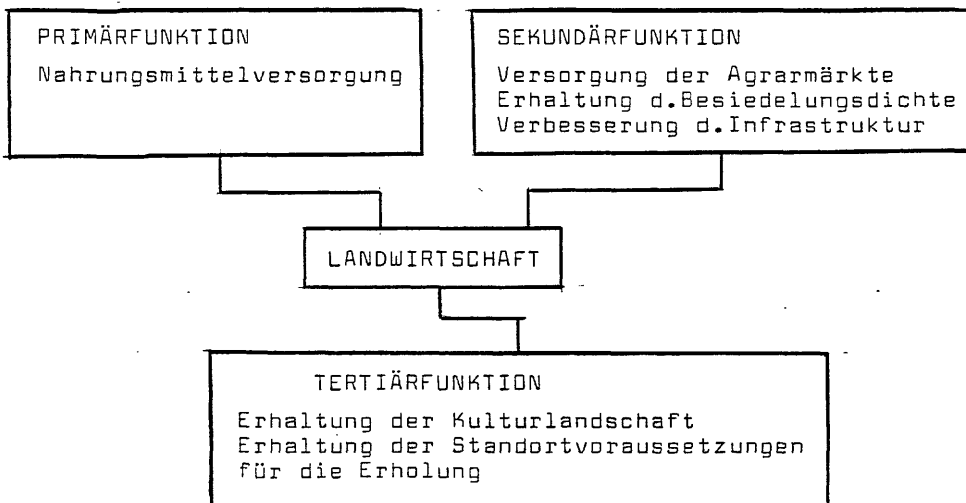 PRIMÄRFUNKTION
Nahrungsmittelversorgung
SEKUNDÄRFUNKTION
Versorgung der Agrarmärkte
Erhaltung d.Besiedelungsdichte
Verbesserung d.Infrastruktur
LANDWIRTSCHAFT
TERTIÄRFUNKTION
Erhaltung der Kulturlandschaft
Erhaltung der Standortvoraussetzungen
für die Erholung